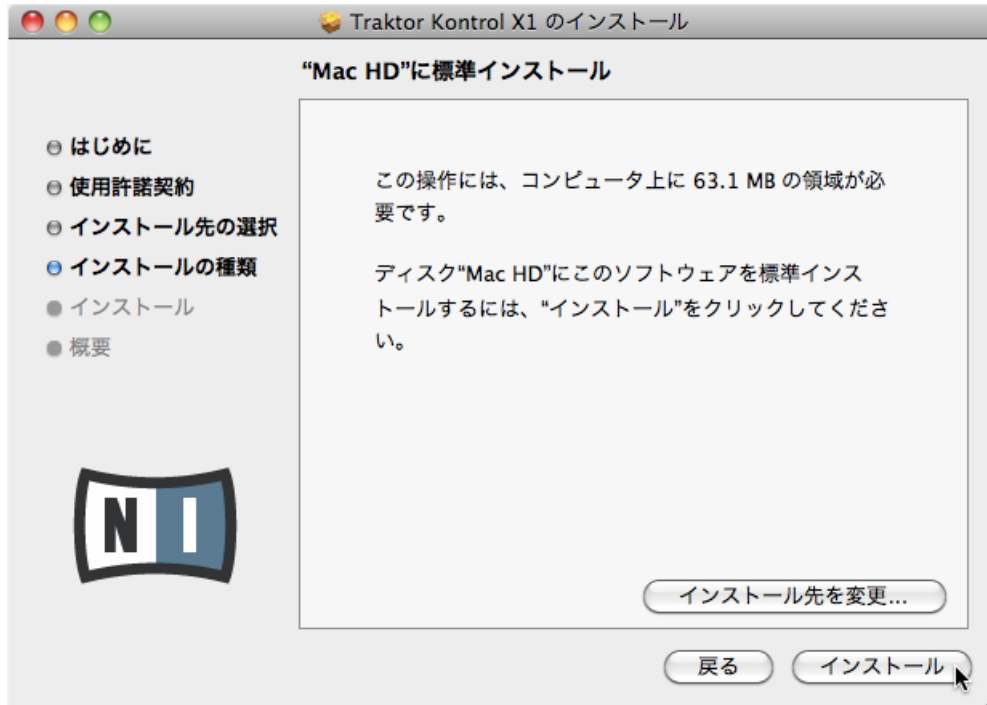 Traktor Kontrol X1 のインストール
“Mac HD”に標準インストール
はじめに
使用許諾契約
インストール先の選択
インストールの種類
インストール
概要
この操作には、コンピュータ上に 63.1 MB の領域が必
要です。
ディスク“Mac HD”にこのソフトウェアを標準インス
トールするには、“インストール”をクリックしてくださ
い。
NI
インストール先を変更...
戻る
インストール